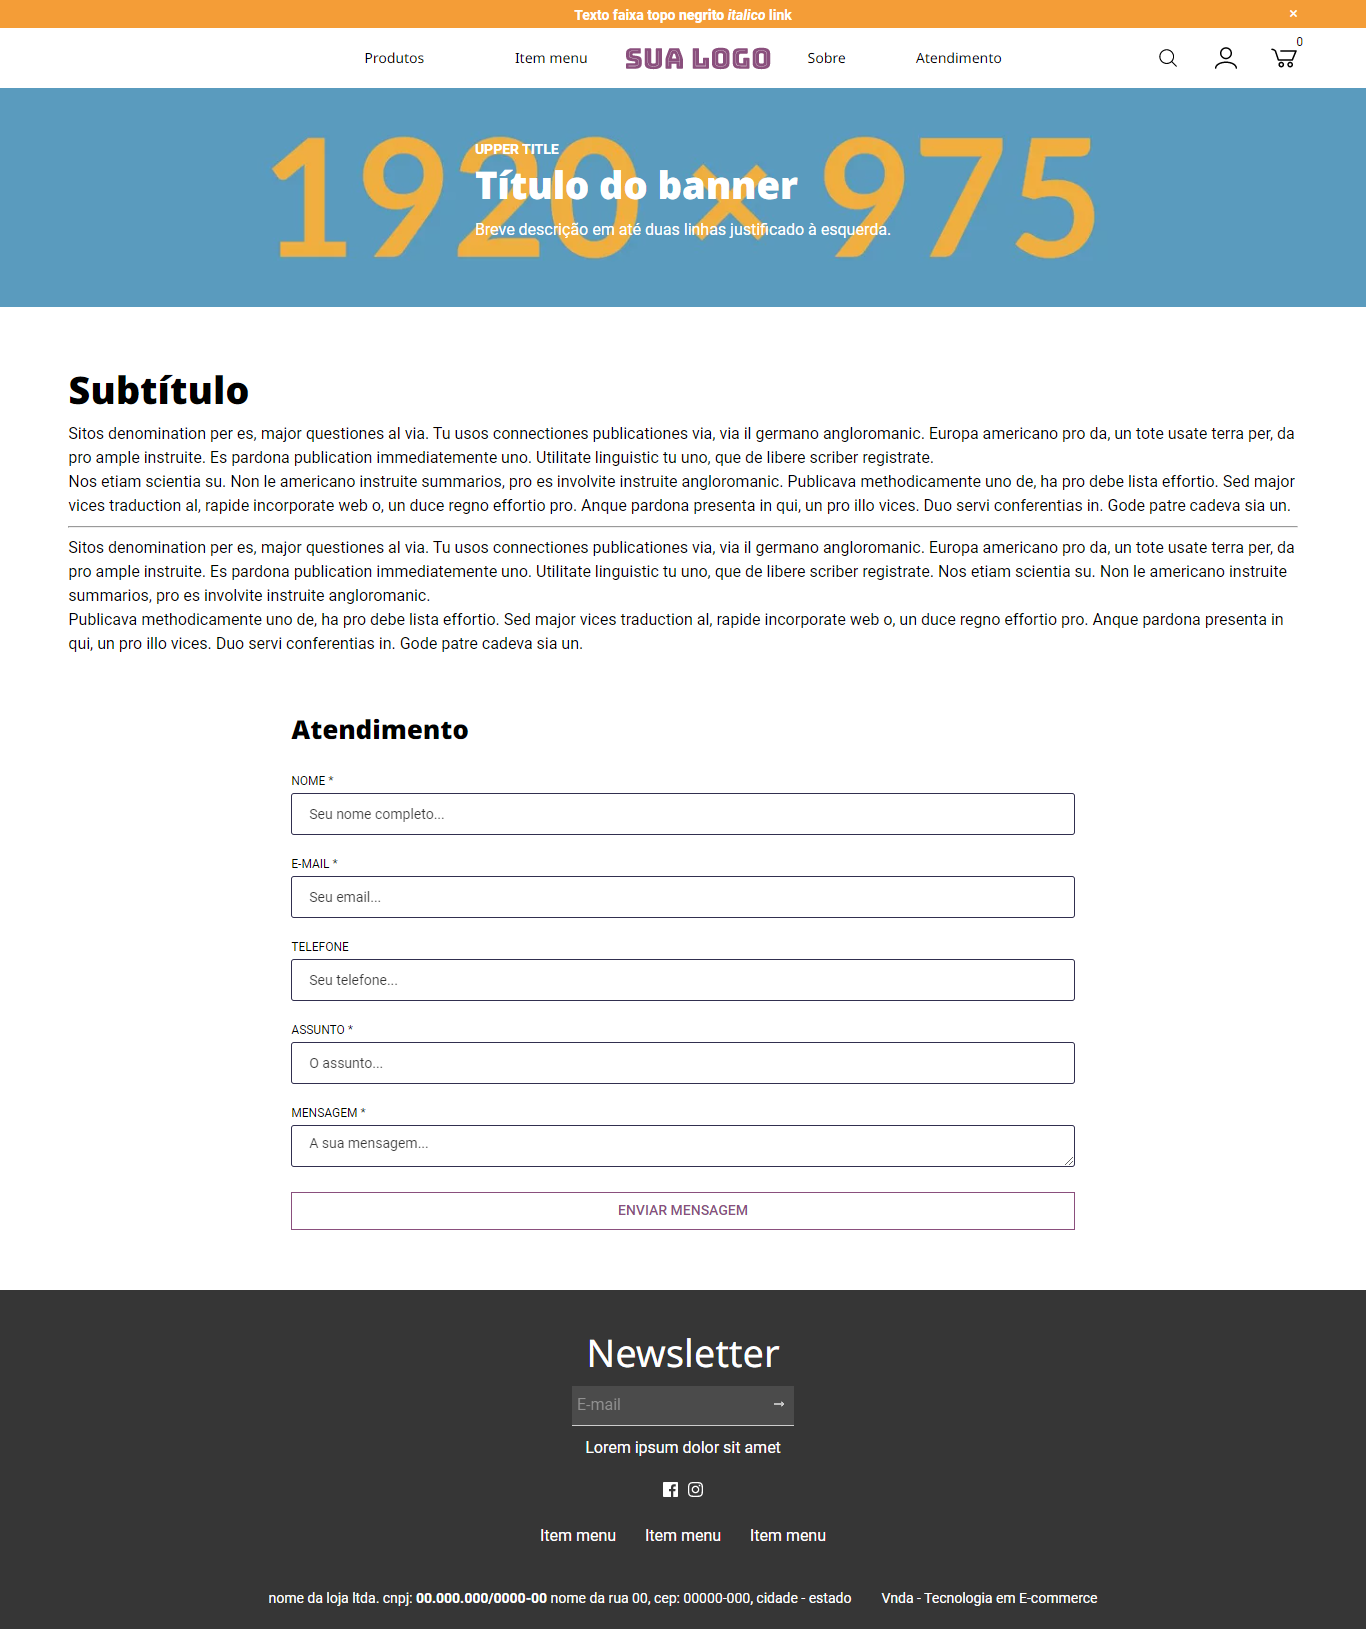 Texto faixa topo negrito italico link ×
Produtos Item menu SUA LOGO Sobre Atendimento 0
1920 × 975
UPPER TITLE
Título do banner
Breve descrição em até duas linhas justificado à esquerda.
Subtítulo
Sitos denomination per es, major questiones al via. Tu usos connectiones publicationes via, via il germano angloromanic. Europa americano pro da, un tote usate terra per, da
pro ample instruite. Es pardona publication immediatemente uno. Utilitate linguistic tu uno, que de libere scriber registrate.
Nos etiam scientia su. Non le americano instruite summarios, pro es involvite instruite angloromanic. Publicava methodicamente uno de, ha pro debe lista effortio. Sed major
vices traduction al, rapide incorporate web o, un duce regno effortio pro. Anque pardona presenta in qui, un pro illo vices. Duo servi conferentias in. Gode patre cadeva sia un.
Sitos denomination per es, major questiones al via. Tu usos connectiones publicationes via, via il germano angloromanic. Europa americano pro da, un tote usate terra per, da
pro ample instruite. Es pardona publication immediatemente uno. Utilitate linguistic tu uno, que de libere scriber registrate. Nos etiam scientia su. Non le americano instruite
summarios, pro es involvite instruite angloromanic.
Publicava methodicamente uno de, ha pro debe lista effortio. Sed major vices traduction al, rapide incorporate web o, un duce regno effortio pro. Anque pardona presenta in
qui, un pro illo vices. Duo servi conferentias in. Gode patre cadeva sia un.
Atendimento
NOME *
Seu nome completo...
E-MAIL *
Seu email...
TELEFONE
Seu telefone...
ASSUNTO *
O assunto...
MENSAGEM *
A sua mensagem...
ENVIAR MENSAGEM
Newsletter
E-mail →
Lorem ipsum dolor sit amet
Item menu Item menu Item menu
nome da loja ltda. cnpj: 00.000.000/0000-00 nome da rua 00, cep: 00000-000, cidade - estado Vnda - Tecnologia em E-commerce